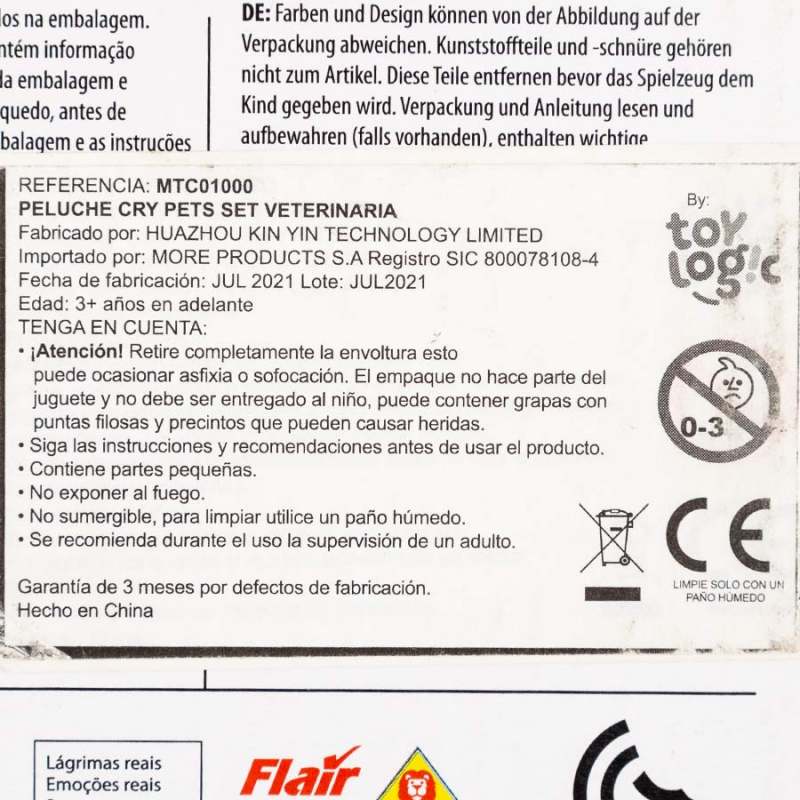 dos na embalagem.
ntém informação
da embalagem e
quedo, antes de
balagem e as instruções
DE: Farben und Design können von der Abbildung auf der
Verpackung abweichen. Kunststoffteile und -schnüre gehören
nicht zum Artikel. Diese Teile entfernen bevor das Spielzeug dem
Kind gegeben wird. Verpackung und Anleitung lesen und
aufbewahren (falls vorhanden), enthalten wichtige
REFERENCIA: MTC01000
PELUCHE CRY PETS SET VETERINARIA
Fabricado por: HUAZHOU KIN YIN TECHNOLOGY LIMITED
Importado por: MORE PRODUCTS S.A Registro SIC 800078108-4
Fecha de fabricación: JUL 2021 Lote: JUL2021
Edad: 3+ años en adelante
TENGA EN CUENTA:
• ¡Atención! Retire completamente la envoltura esto
puede ocasionar asfixia o sofocación. El empaque no hace parte del
juguete y no debe ser entregado al niño, puede contener grapas con
puntas filosas y precintos que pueden causar heridas.
• Siga las instrucciones y recomendaciones antes de usar el producto.
• Contiene partes pequeñas.
• No exponer al fuego.
• No sumergible, para limpiar utilice un paño húmedo.
• Se recomienda durante el uso la supervisión de un adulto.
Garantía de 3 meses por defectos de fabricación.
Hecho en China
By:
toy
logic
0-3
CE
LIMPIE SOLO CON UN
PAÑO HÚMEDO
Lágrimas reais
Emoções reais
Flair